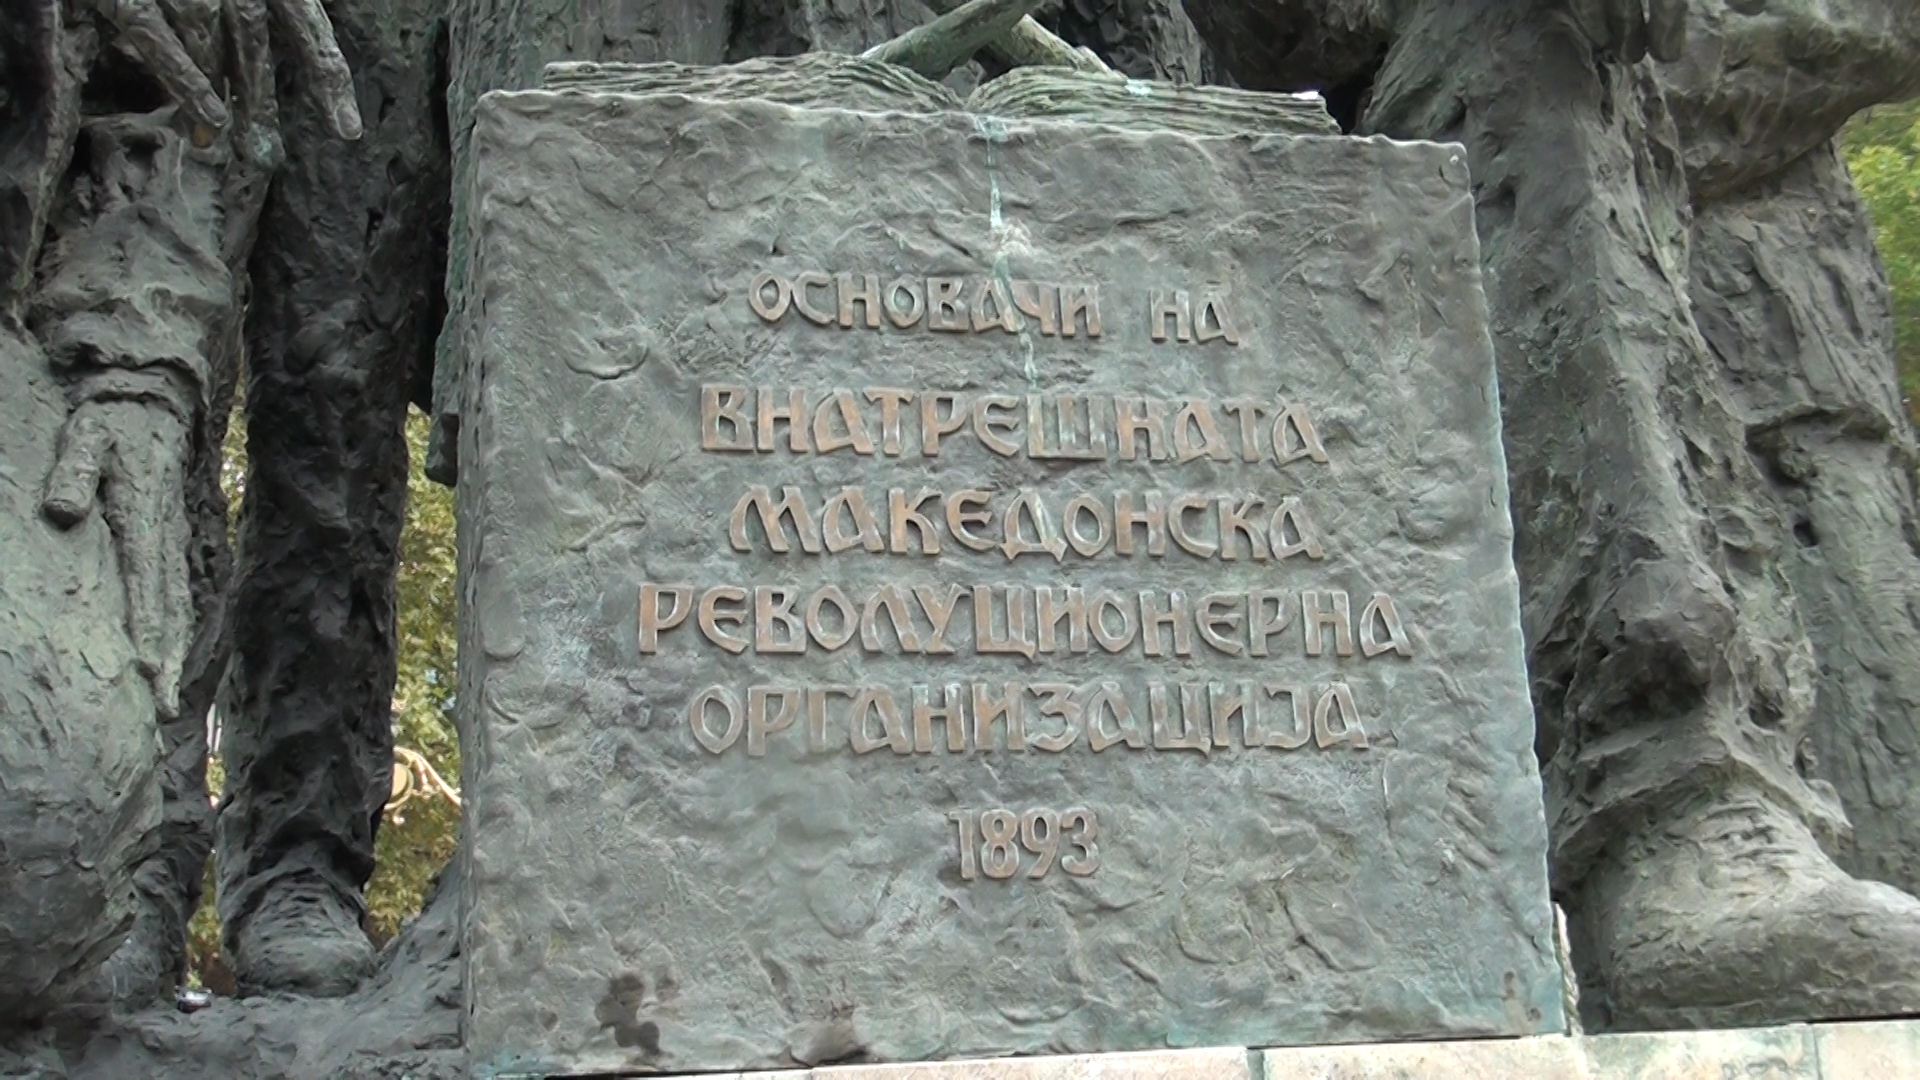 ОСНОВАЧИ НА
ВНАТРЕШНАТА
МАКЕДОНСКА
РЕВОЛУЦИОНЕРНА
ОРГАНИЗАЦИЈА
1893